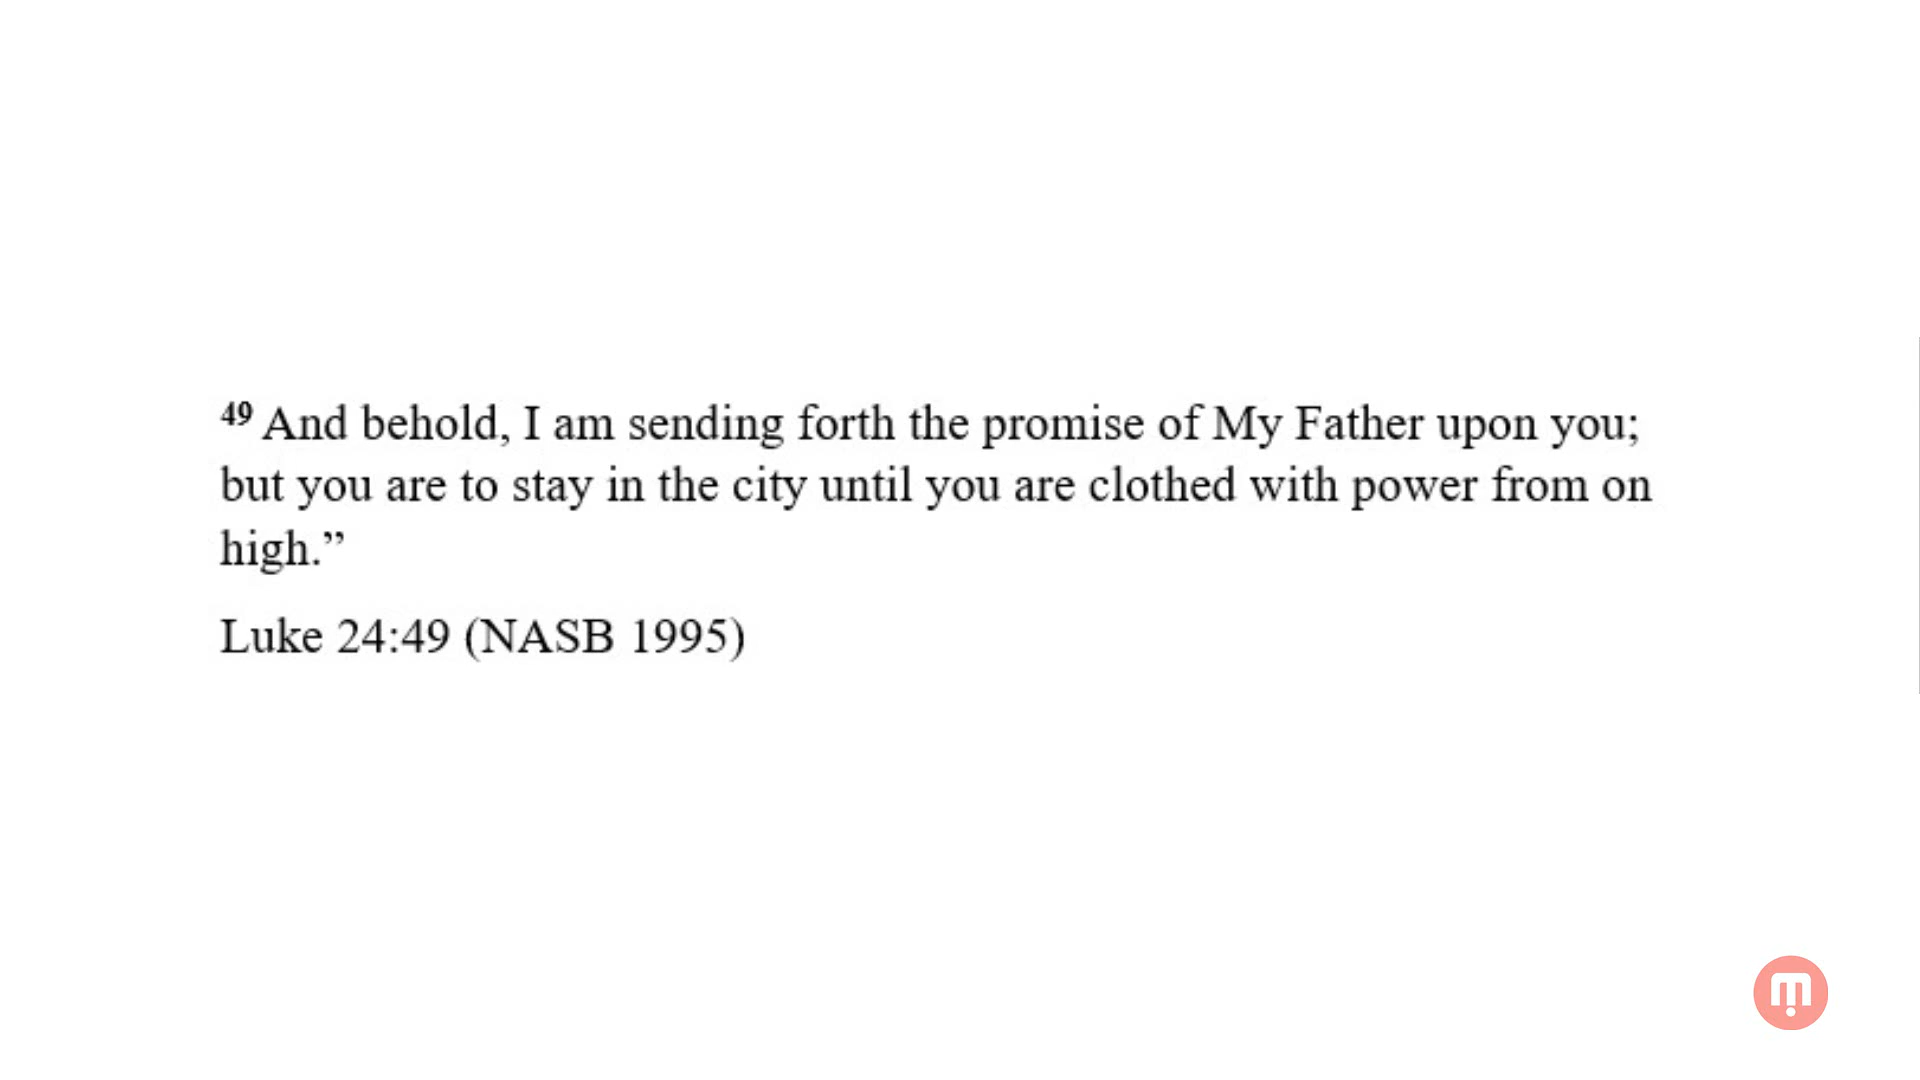 49 And behold, I am sending forth the promise of My Father upon you;
but you are to stay in the city until you are clothed with power from on
high.”
Luke 24:49 (NASB 1995)